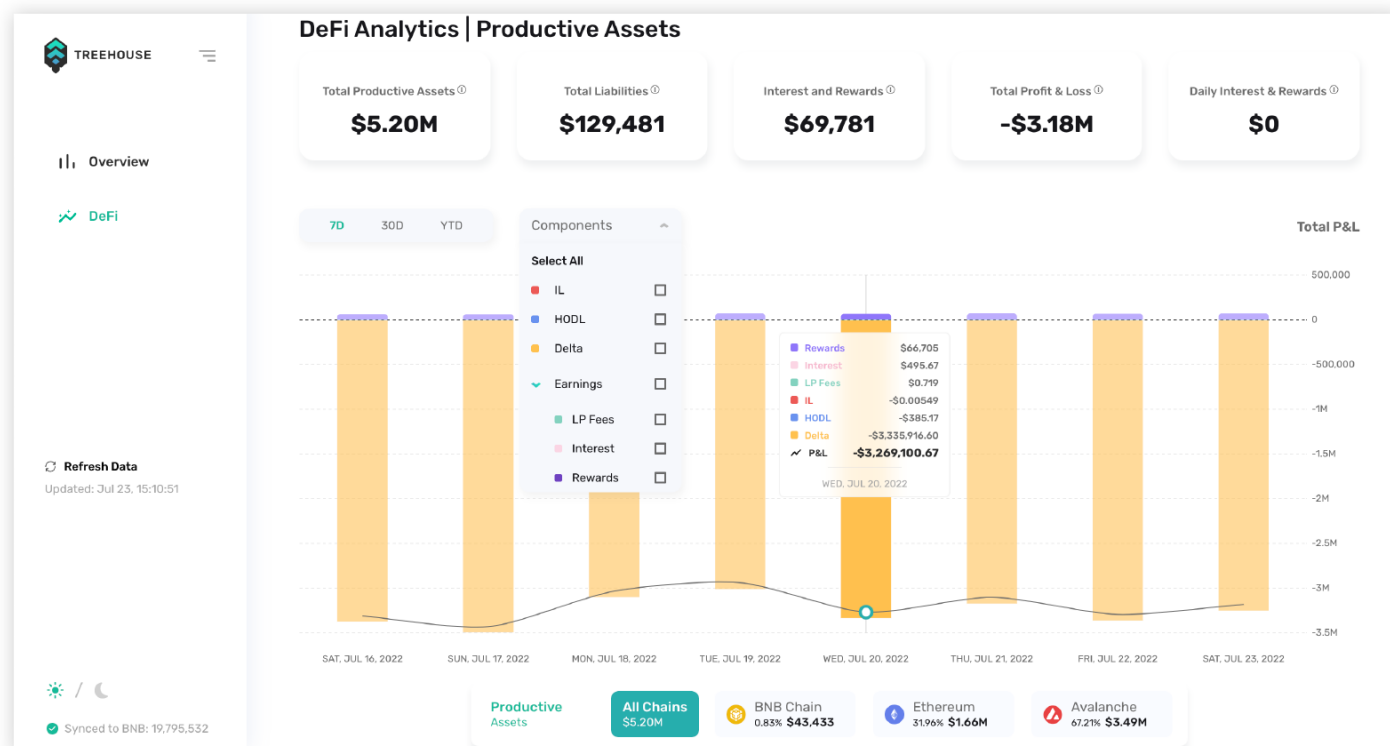 TREEHOUSE
Overview
DeFi
Refresh Data
Updated: Jul 23, 15:10:51
/
Synced to BNB: 19,795,532
DeFi Analytics | Productive Assets
Total Productive Assets
$5.20M
Total Liabilities
$129,481
Interest and Rewards
$69,781
Total Profit & Loss
-$3.18M
Daily Interest & Rewards
$0
7D 30D YTD
Components
Select All
IL
HODL
Delta
Earnings
LP Fees
Interest
Rewards
Total P&L
500,000
0
-500,000
-1M
-1.5M
-2M
-2.5M
-3M
-3.5M
Rewards $66,705
Interest $495.67
LP Fees $0.719
IL -$0.00549
HODL -$385.17
Delta -$3,335,916.60
P&L -$3,269,100.67
WED, JUL 20, 2022
SAT, JUL 16, 2022 SUN, JUL 17, 2022 MON, JUL 18, 2022 TUE, JUL 19, 2022 WED, JUL 20, 2022 THU, JUL 21, 2022 FRI, JUL 22, 2022 SAT, JUL 23, 2022
Productive
Assets
All Chains
$5.20M
BNB Chain
0.83% $43,433
Ethereum
31.96% $1.66M
Avalanche
67.21% $3.49M